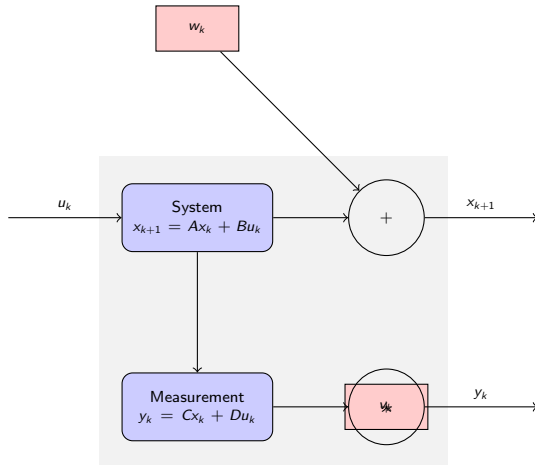 w_k
u_k
System
x_{k+1} = Ax_k + Bu_k
+
x_{k+1}
Measurement
y_k = Cx_k + Du_k
y_k